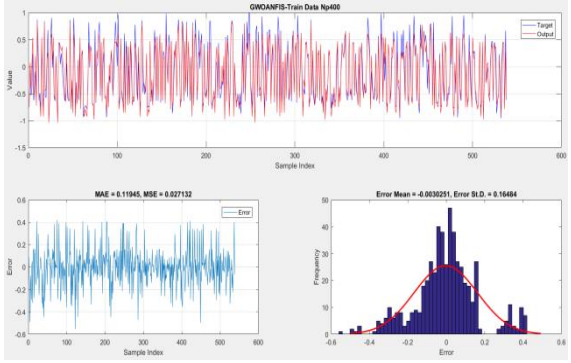 GWOANFIS-Train Data Np400
1
0.5
0
-0.5
-1
-1.5
Value
Target
Output
0 100 200 300 400 500 600
Sample Index
MAE = 0.11945, MSE = 0.027132
0.6
0.4
0.2
0
-0.2
-0.4
-0.6
Error
Error
0 100 200 300 400 500 600
Sample Index
Error Mean = -0.0030251, Error St.D. = 0.16484
50
40
30
20
10
0
Frequency
-0.6 -0.4 -0.2 0 0.2 0.4 0.6
Error